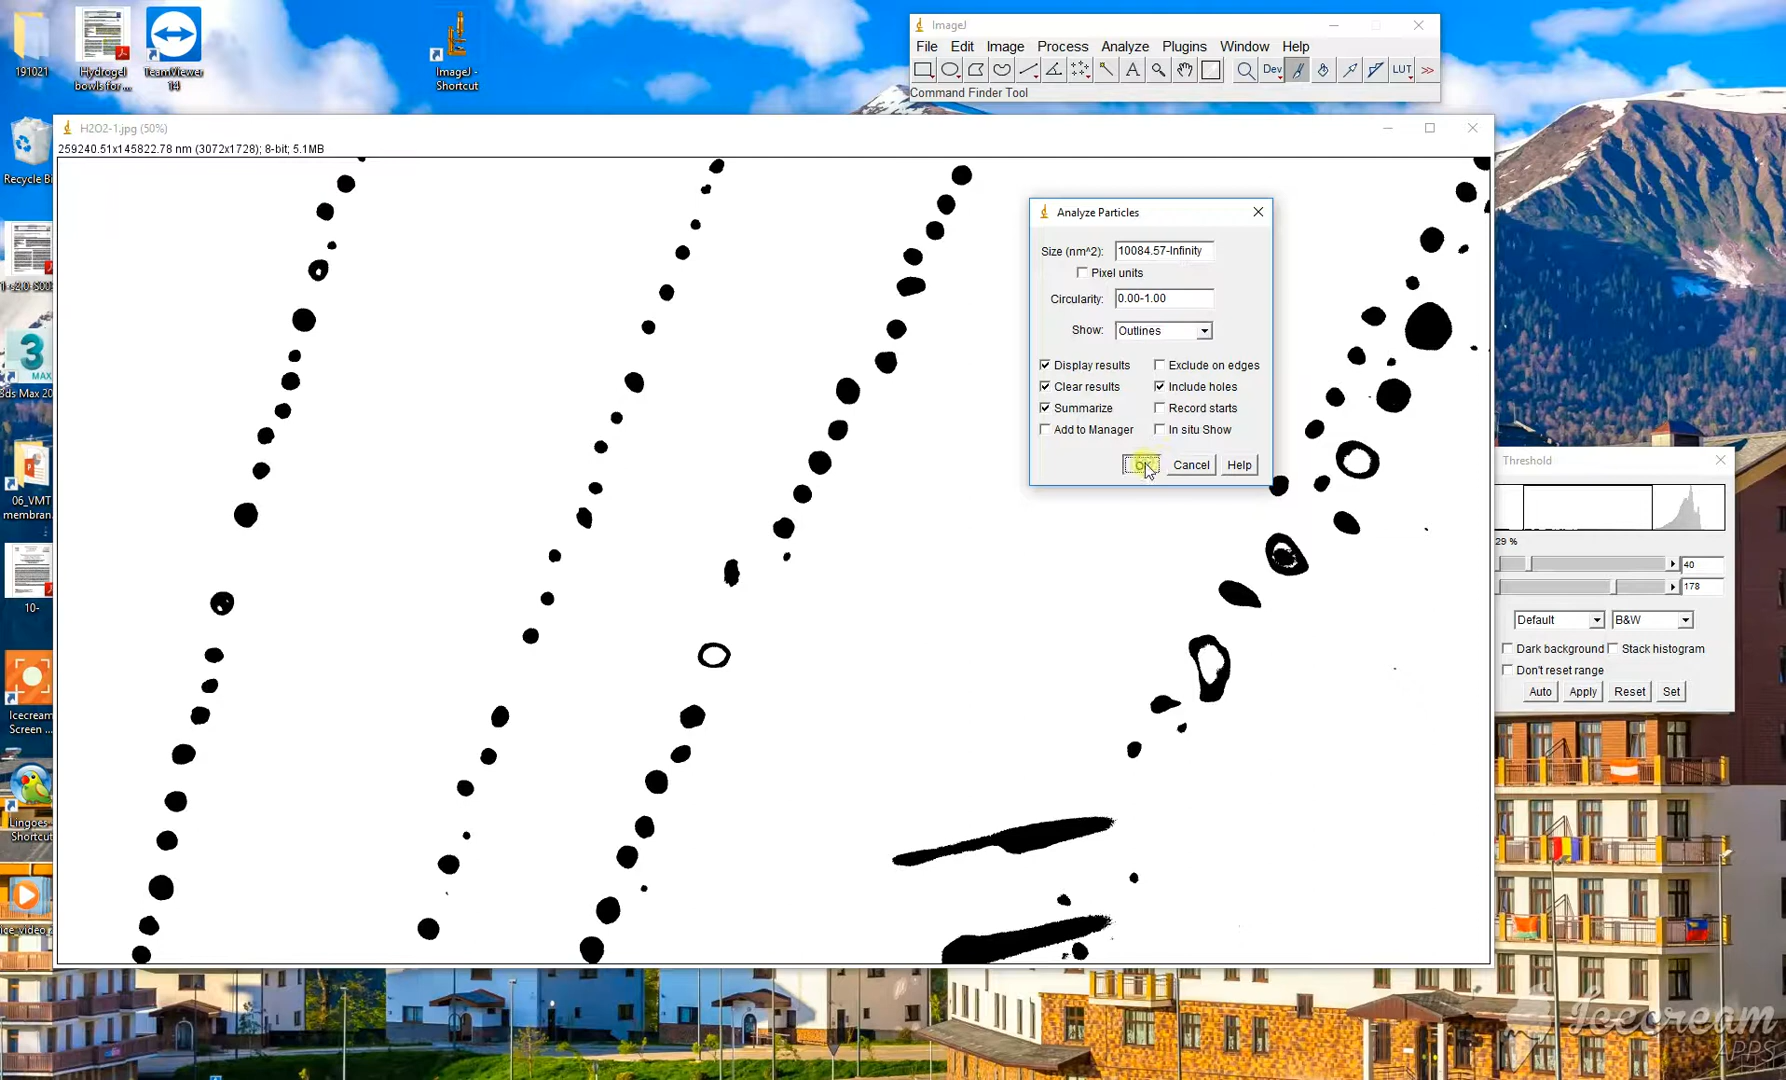 191021
Hydrogel
bowls for ...
TeamViewer
14
ImageJ -
Shortcut
ImageJ
File Edit Image Process Analyze Plugins Window Help
Dev LUT >>
Command Finder Tool
H2O2-1.jpg (50%)
259240.51x145822.78 nm (3072x1728); 8-bit; 5.1MB
Recycle Bi
3
MAX
3ds Max 20
06_VMT
membran...
10-
Icecream
Screen ...
Lingoes
Shortcut
Analyze Particles
Size (nm^2): 10084.57-Infinity
Pixel units
Circularity: 0.00-1.00
Show: Outlines
Display results Exclude on edges
Clear results Include holes
Summarize Record starts
Add to Manager In situ Show
OK Cancel Help
Threshold
29 %
40
178
Default B&W
Dark background Stack histogram
Don't reset range
Auto Apply Reset Set
Icecream
APPS